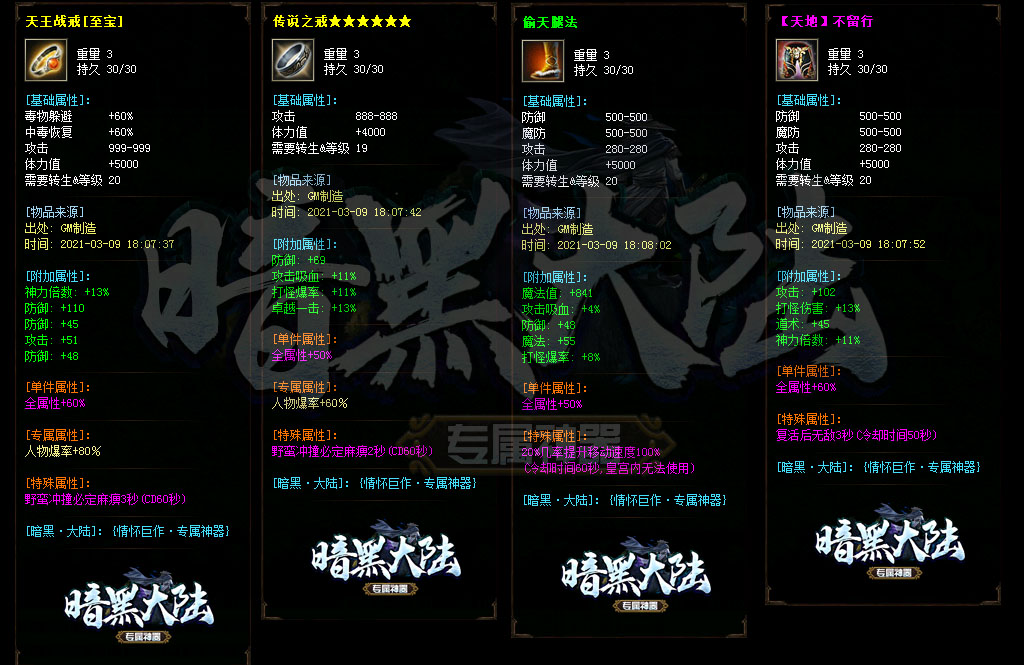 天王战戒[至宝]
重量 3
持久 30/30
[基础属性]:
毒物躲避 +60%
中毒恢复 +60%
攻击 999-999
体力值 +5000
需要转生&等级 20
[物品来源]
出处: GM制造
时间: 2021-03-09 18:07:37
[附加属性]:
神力倍数: +13%
防御: +110
防御: +45
攻击: +51
防御: +48
[单件属性]:
全属性+80%
[专属属性]:
人物爆率+80%
[特殊属性]:
野蛮冲撞必定麻痹3秒(CD60秒)
[暗黑·大陆]: {情怀巨作·专属神器}
暗黑大陆
专属神器
传说之戒★★★★★★
重量 3
持久 30/30
[基础属性]:
攻击 888-888
体力值 +4000
需要转生&等级 19
[物品来源]
出处: GM制造
时间: 2021-03-09 18:07:42
[附加属性]:
防御: +69
攻击吸血: +11%
打怪爆率: +11%
卓越一击: +13%
[单件属性]:
全属性+50%
[专属属性]:
人物爆率+60%
[特殊属性]:
野蛮冲撞必定麻痹2秒(CD60秒)
[暗黑·大陆]: {情怀巨作·专属神器}
暗黑大陆
专属神器
偷天腿法
重量 3
持久 30/30
[基础属性]:
防御 500-500
魔防 500-500
攻击 280-280
体力值 +5000
需要转生&等级 20
[物品来源]
出处: GM制造
时间: 2021-03-09 18:08:02
[附加属性]:
魔法值: +841
攻击吸血: +4%
防御: +48
魔法: +55
打怪爆率: +8%
[单件属性]:
全属性+50%
[特殊属性]:
20%几率提升移动速度100%
(冷却时间60秒,皇宫内无法使用)
[暗黑·大陆]: {情怀巨作·专属神器}
暗黑大陆
专属神器
【天地】不留行
重量 3
持久 30/30
[基础属性]:
防御 500-500
魔防 500-500
攻击 280-280
体力值 +5000
需要转生&等级 20
[物品来源]
出处: GM制造
时间: 2021-03-09 18:07:52
[附加属性]:
攻击: +102
打怪伤害: +13%
道术: +45
神力倍数: +11%
[单件属性]:
全属性+60%
[特殊属性]:
复活后无敌3秒(冷却时间50秒)
[暗黑·大陆]: {情怀巨作·专属神器}
暗黑大陆
专属神器
暗黑大陆
专属神器